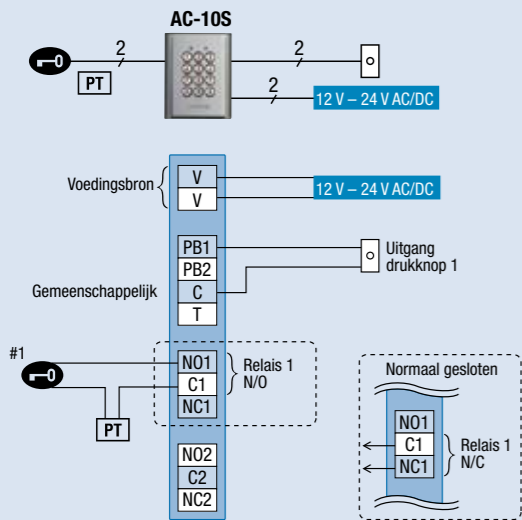 AC-10S
2
2
PT
2
12 V – 24 V AC/DC
Voedingsbron
V
V
12 V – 24 V AC/DC
PB1
PB2
C
T
Gemeenschappelijk
Uitgang
drukknop 1
#1
NO1
C1
NC1
Relais 1
N/O
PT
NO2
C2
NC2
Normaal gesloten
NO1
C1
NC1
Relais 1
N/C